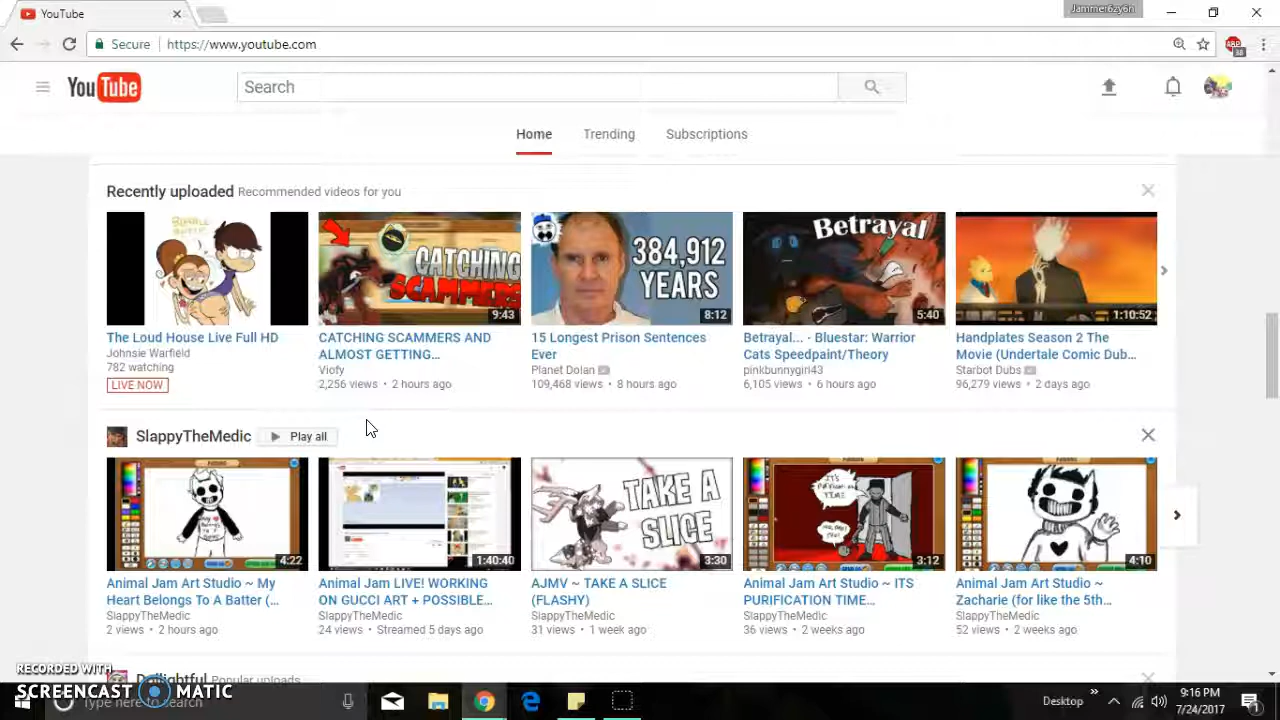 YouTube
Jammer6zy6n
Secure https://www.youtube.com
YouTube
Search
Home Trending Subscriptions
Recently uploaded Recommended videos for you
CATCHING SCAMMERS
9:43
384,912 YEARS
8:12
Betrayal
5:40
1:10:52
The Loud House Live Full HD
Johnsie Warfield
782 watching
LIVE NOW
CATCHING SCAMMERS AND
ALMOST GETTING...
Viofy
2,256 views • 2 hours ago
15 Longest Prison Sentences
Ever
Planet Dolan
109,468 views • 8 hours ago
Betrayal... - Bluestar: Warrior
Cats Speedpaint/Theory
pinkbunnygirl43
6,105 views • 6 hours ago
Handplates Season 2 The
Movie (Undertale Comic Dub...
Starbot Dubs
96,279 views • 2 days ago
SlappyTheMedic Play all
4:22
1:40:40
TAKE A
SLICE
3:30
3:12
4:10
Animal Jam Art Studio ~ My
Heart Belongs To A Batter (...
SlappyTheMedic
2 views • 2 hours ago
Animal Jam LIVE! WORKING
ON GUCCI ART + POSSIBLE...
SlappyTheMedic
24 views • Streamed 5 days ago
AJMV ~ TAKE A SLICE
(FLASHY)
SlappyTheMedic
31 views • 1 week ago
Animal Jam Art Studio ~ ITS
PURIFICATION TIME...
SlappyTheMedic
36 views • 2 weeks ago
Animal Jam Art Studio ~
Zacharie (for like the 5th...
SlappyTheMedic
52 views • 2 weeks ago
Popular uploads
RECORDED WITH
SCREENCAST MATIC
Type here to search
Desktop
9:16 PM
7/24/2017